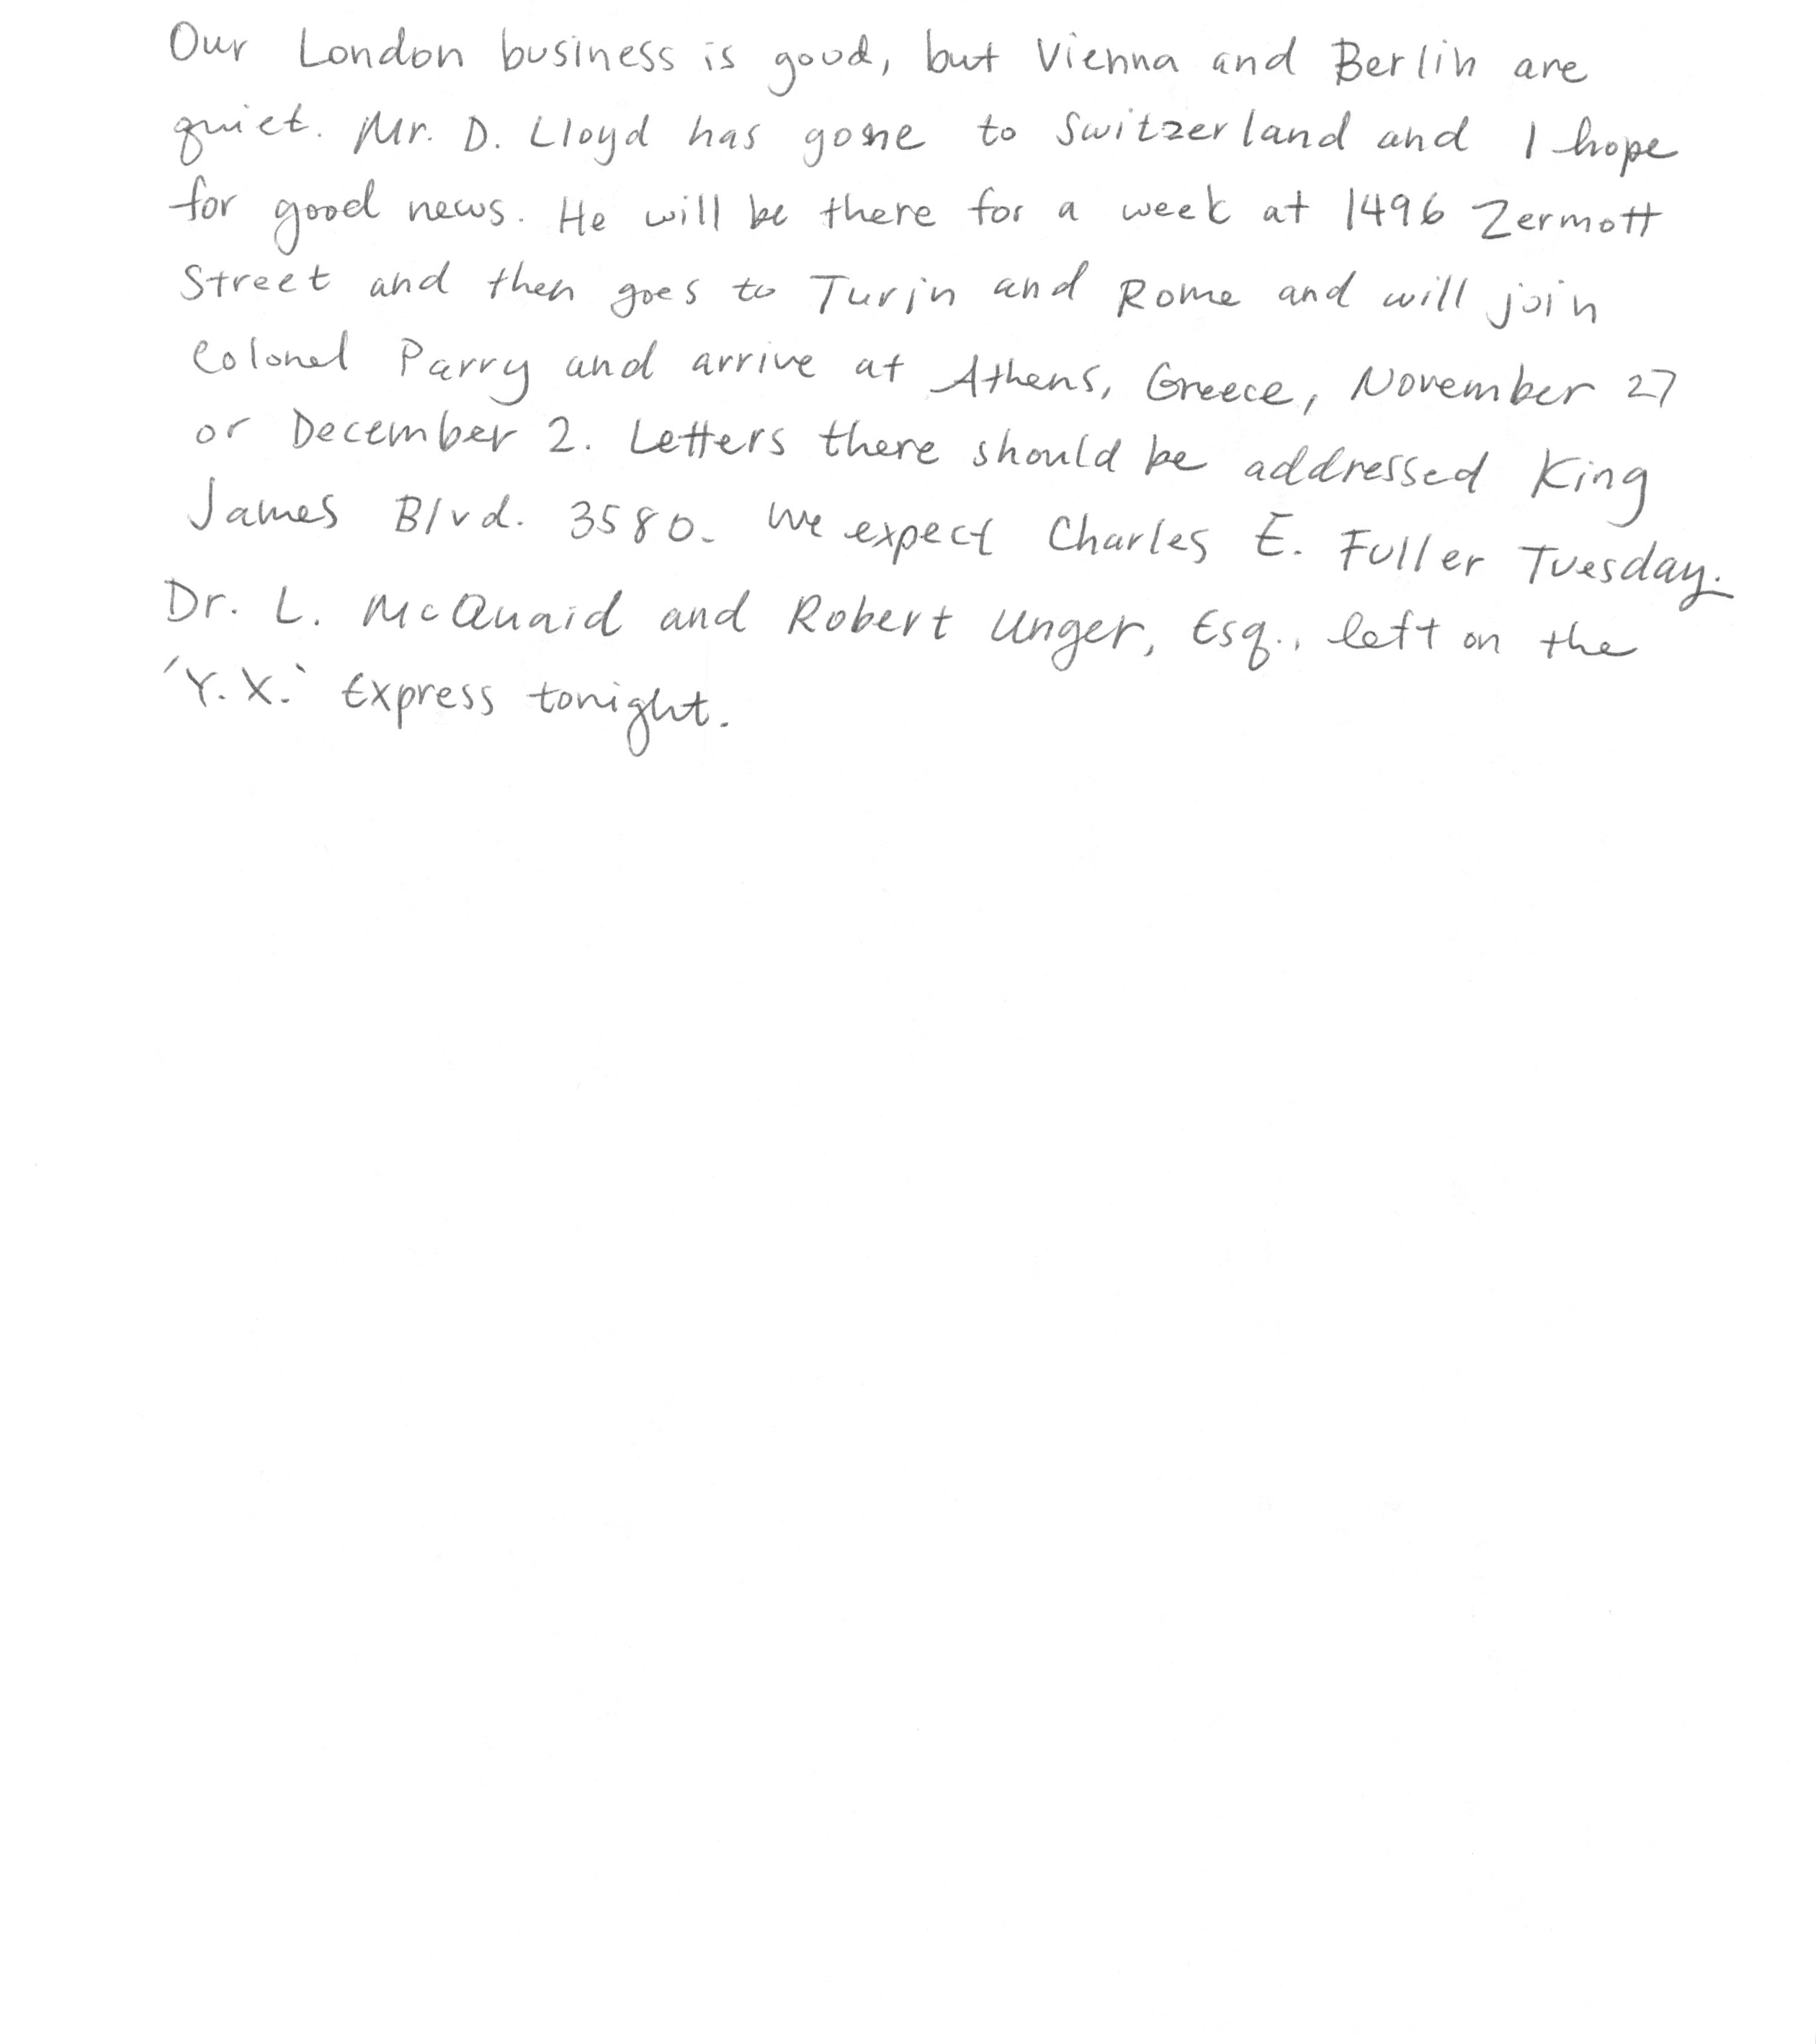 Our London business is good, but Vienna and Berlin are
quiet. Mr. D. Lloyd has gone to Switzerland and I hope
for good news. He will be there for a week at 1496 Zermott
Street and then goes to Turin and Rome and will join
Colonel Parry and arrive at Athens, Greece, November 27
or December 2. Letters there should be addressed King
James Blvd. 3580. We expect Charles E. Fuller Tuesday.
Dr. L. McQuaid and Robert Unger, Esq., left on the
'Y.X.' Express tonight.